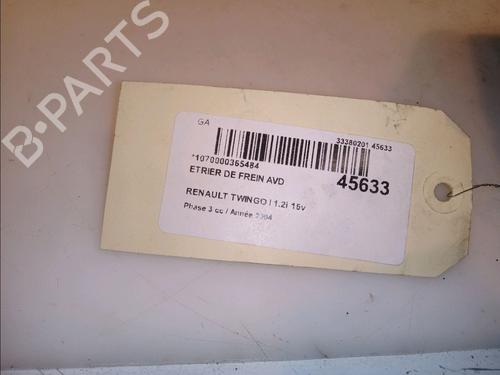 GA
33380201 45633
*1070000365484
ETRIER DE FREIN AVD
45633
RENAULT TWINGO I 1.2i 16v
Phase 3 cc / Année 2004
B-PARTS